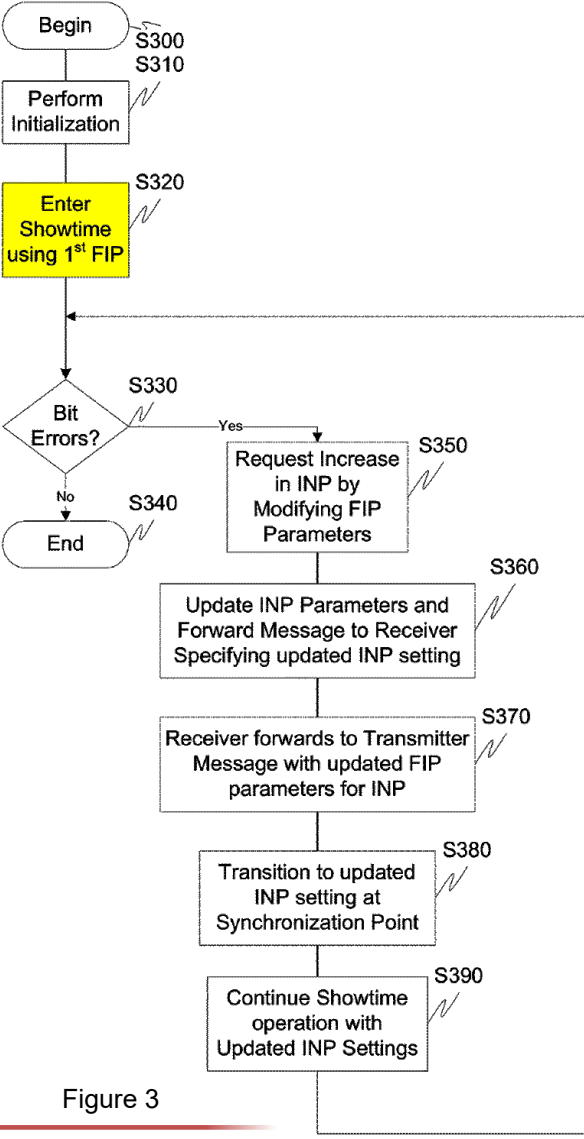 Begin
S300
S310
Perform
Initialization
S320
Enter
Showtime
using 1st FIP
S330
Bit
Errors?
Yes
No
S340
End
S350
Request Increase
in INP by
Modifying FIP
Parameters
S360
Update INP Parameters and
Forward Message to Receiver
Specifying updated INP setting
S370
Receiver forwards to Transmitter
Message with updated FIP
parameters for INP
S380
Transition to updated
INP setting at
Synchronization Point
S390
Continue Showtime
operation with
Updated INP Settings
Figure 3